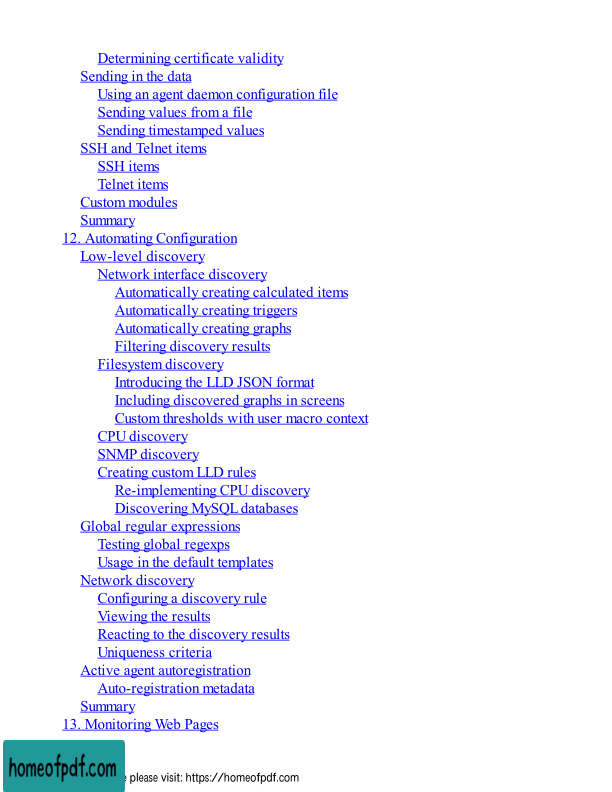 Determining certificate validity
Sending in the data
Using an agent daemon configuration file
Sending values from a file
Sending timestamped values
SSH and Telnet items
SSH items
Telnet items
Custom modules
Summary
12. Automating Configuration
Low-level discovery
Network interface discovery
Automatically creating calculated items
Automatically creating triggers
Automatically creating graphs
Filtering discovery results
Filesystem discovery
Introducing the LLD JSON format
Including discovered graphs in screens
Custom thresholds with user macro context
CPU discovery
SNMP discovery
Creating custom LLD rules
Re-implementing CPU discovery
Discovering MySQL databases
Global regular expressions
Testing global regexps
Usage in the default templates
Network discovery
Configuring a discovery rule
Viewing the results
Reacting to the discovery results
Uniqueness criteria
Active agent autoregistration
Auto-registration metadata
Summary
13. Monitoring Web Pages
homeofpdf.com
please visit: https://homeofpdf.com